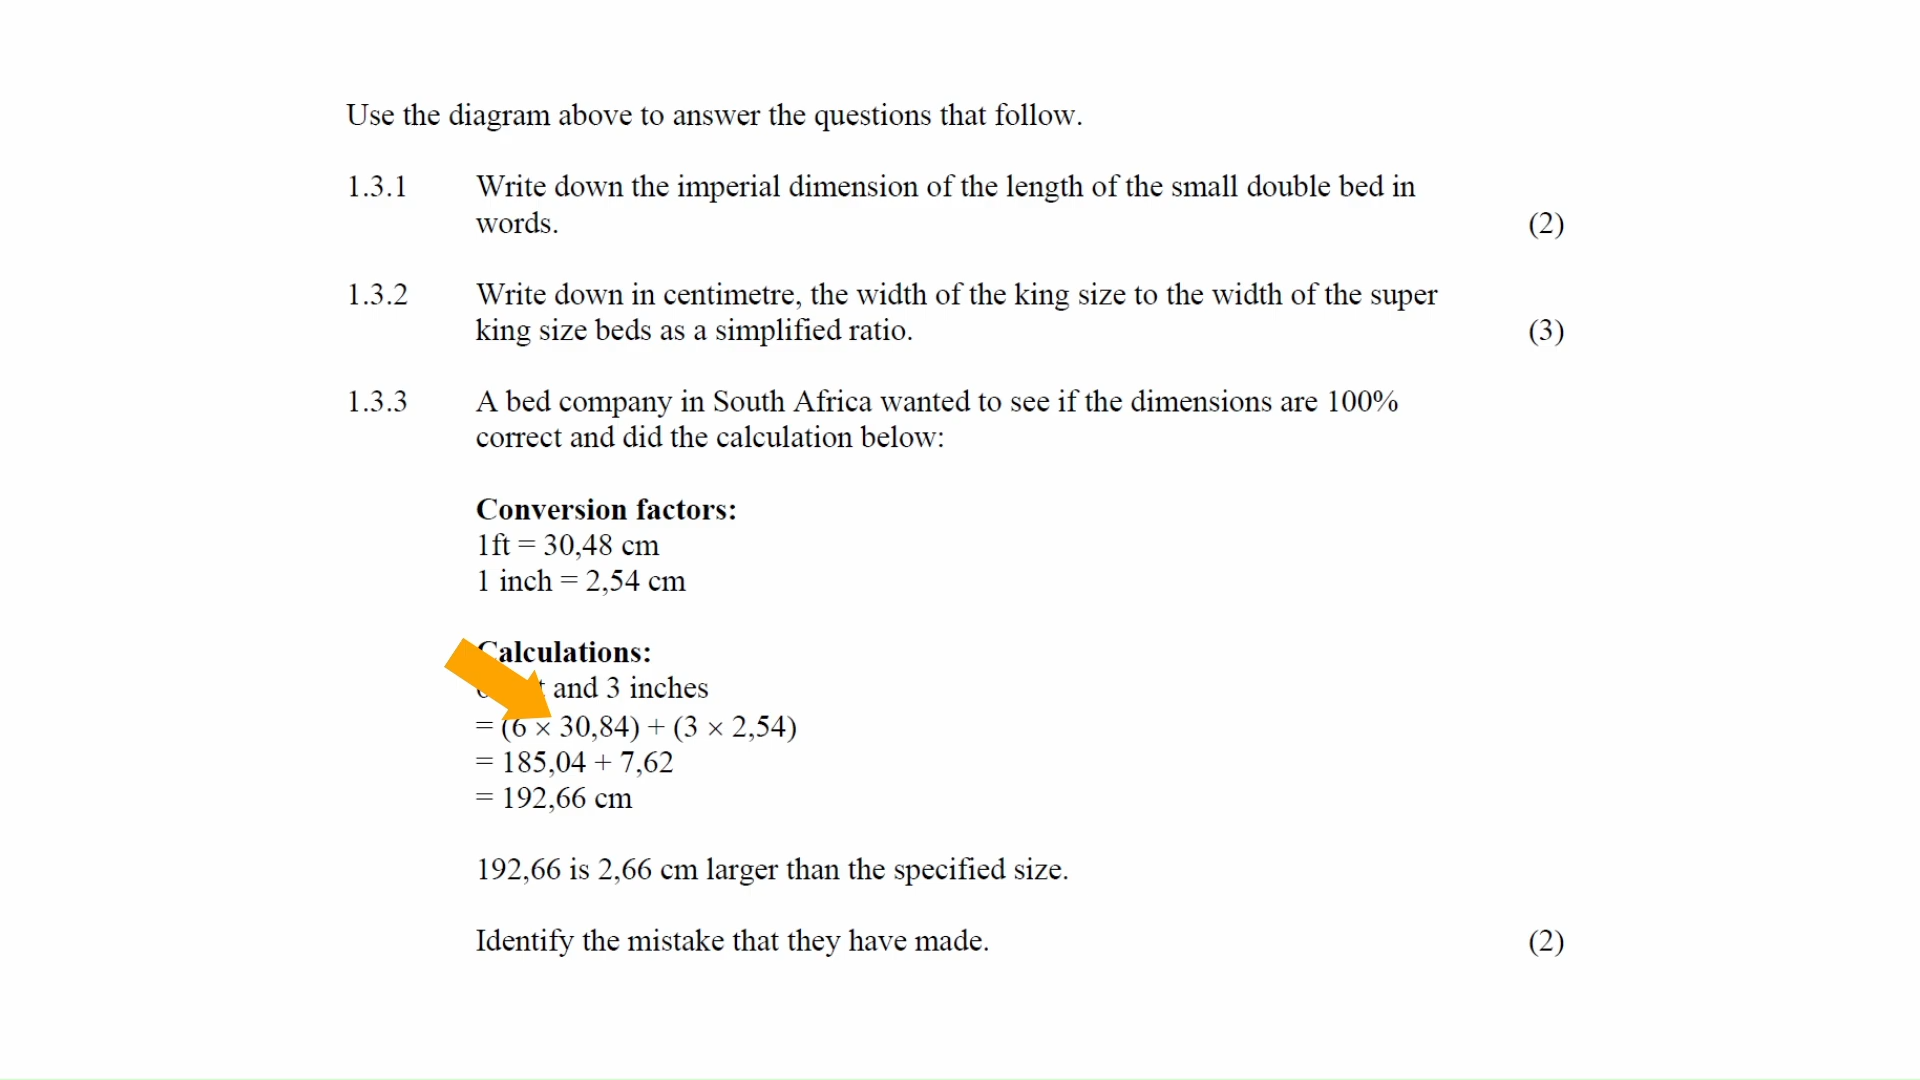 Use the diagram above to answer the questions that follow.
1.3.1 Write down the imperial dimension of the length of the small double bed in
words. (2)
1.3.2 Write down in centimetre, the width of the king size to the width of the super
king size beds as a simplified ratio. (3)
1.3.3 A bed company in South Africa wanted to see if the dimensions are 100%
correct and did the calculation below:
Conversion factors:
1ft = 30,48 cm
1 inch = 2,54 cm
Calculations:
and 3 inches
= (6 × 30,84) + (3 × 2,54)
= 185,04 + 7,62
= 192,66 cm
192,66 is 2,66 cm larger than the specified size.
Identify the mistake that they have made. (2)